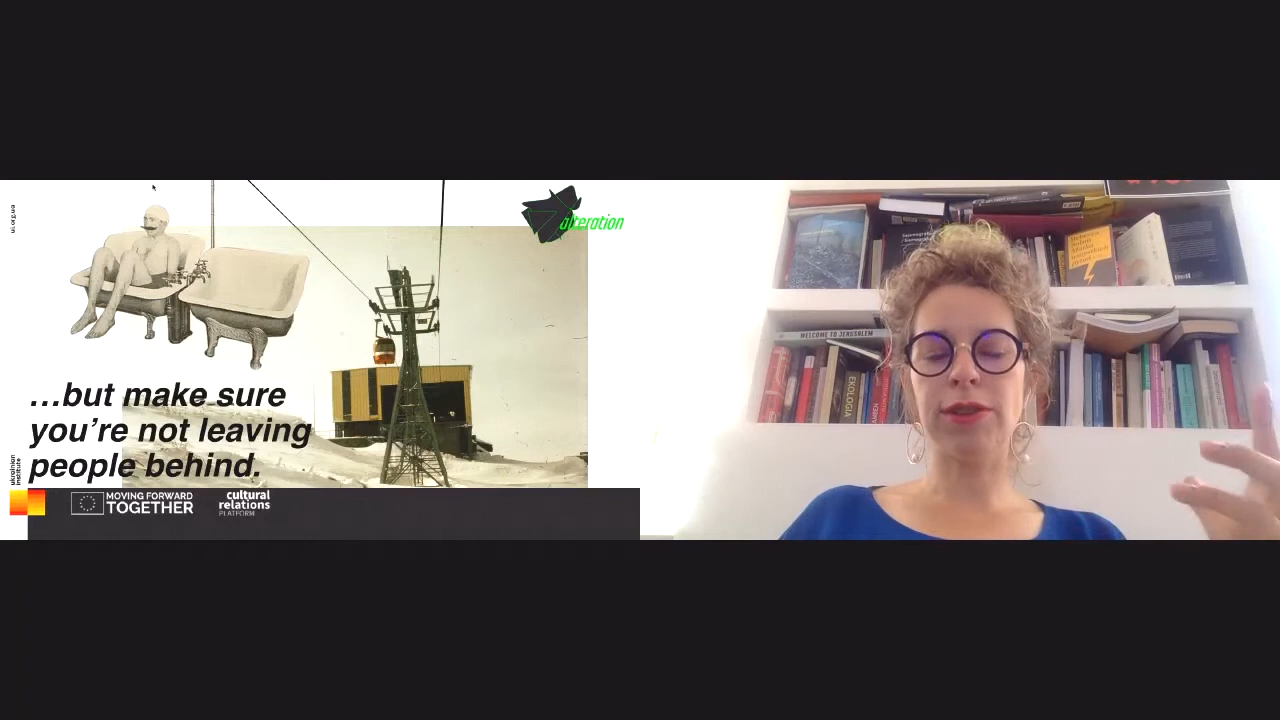 ui.org.ua
alteration
…but make sure
you're not leaving
people behind.
ukrainian
institute
MOVING FORWARD
TOGETHER
cultural
relations
PLATFORM
WELCOME TO JERUSALEM
EKOLOGIA